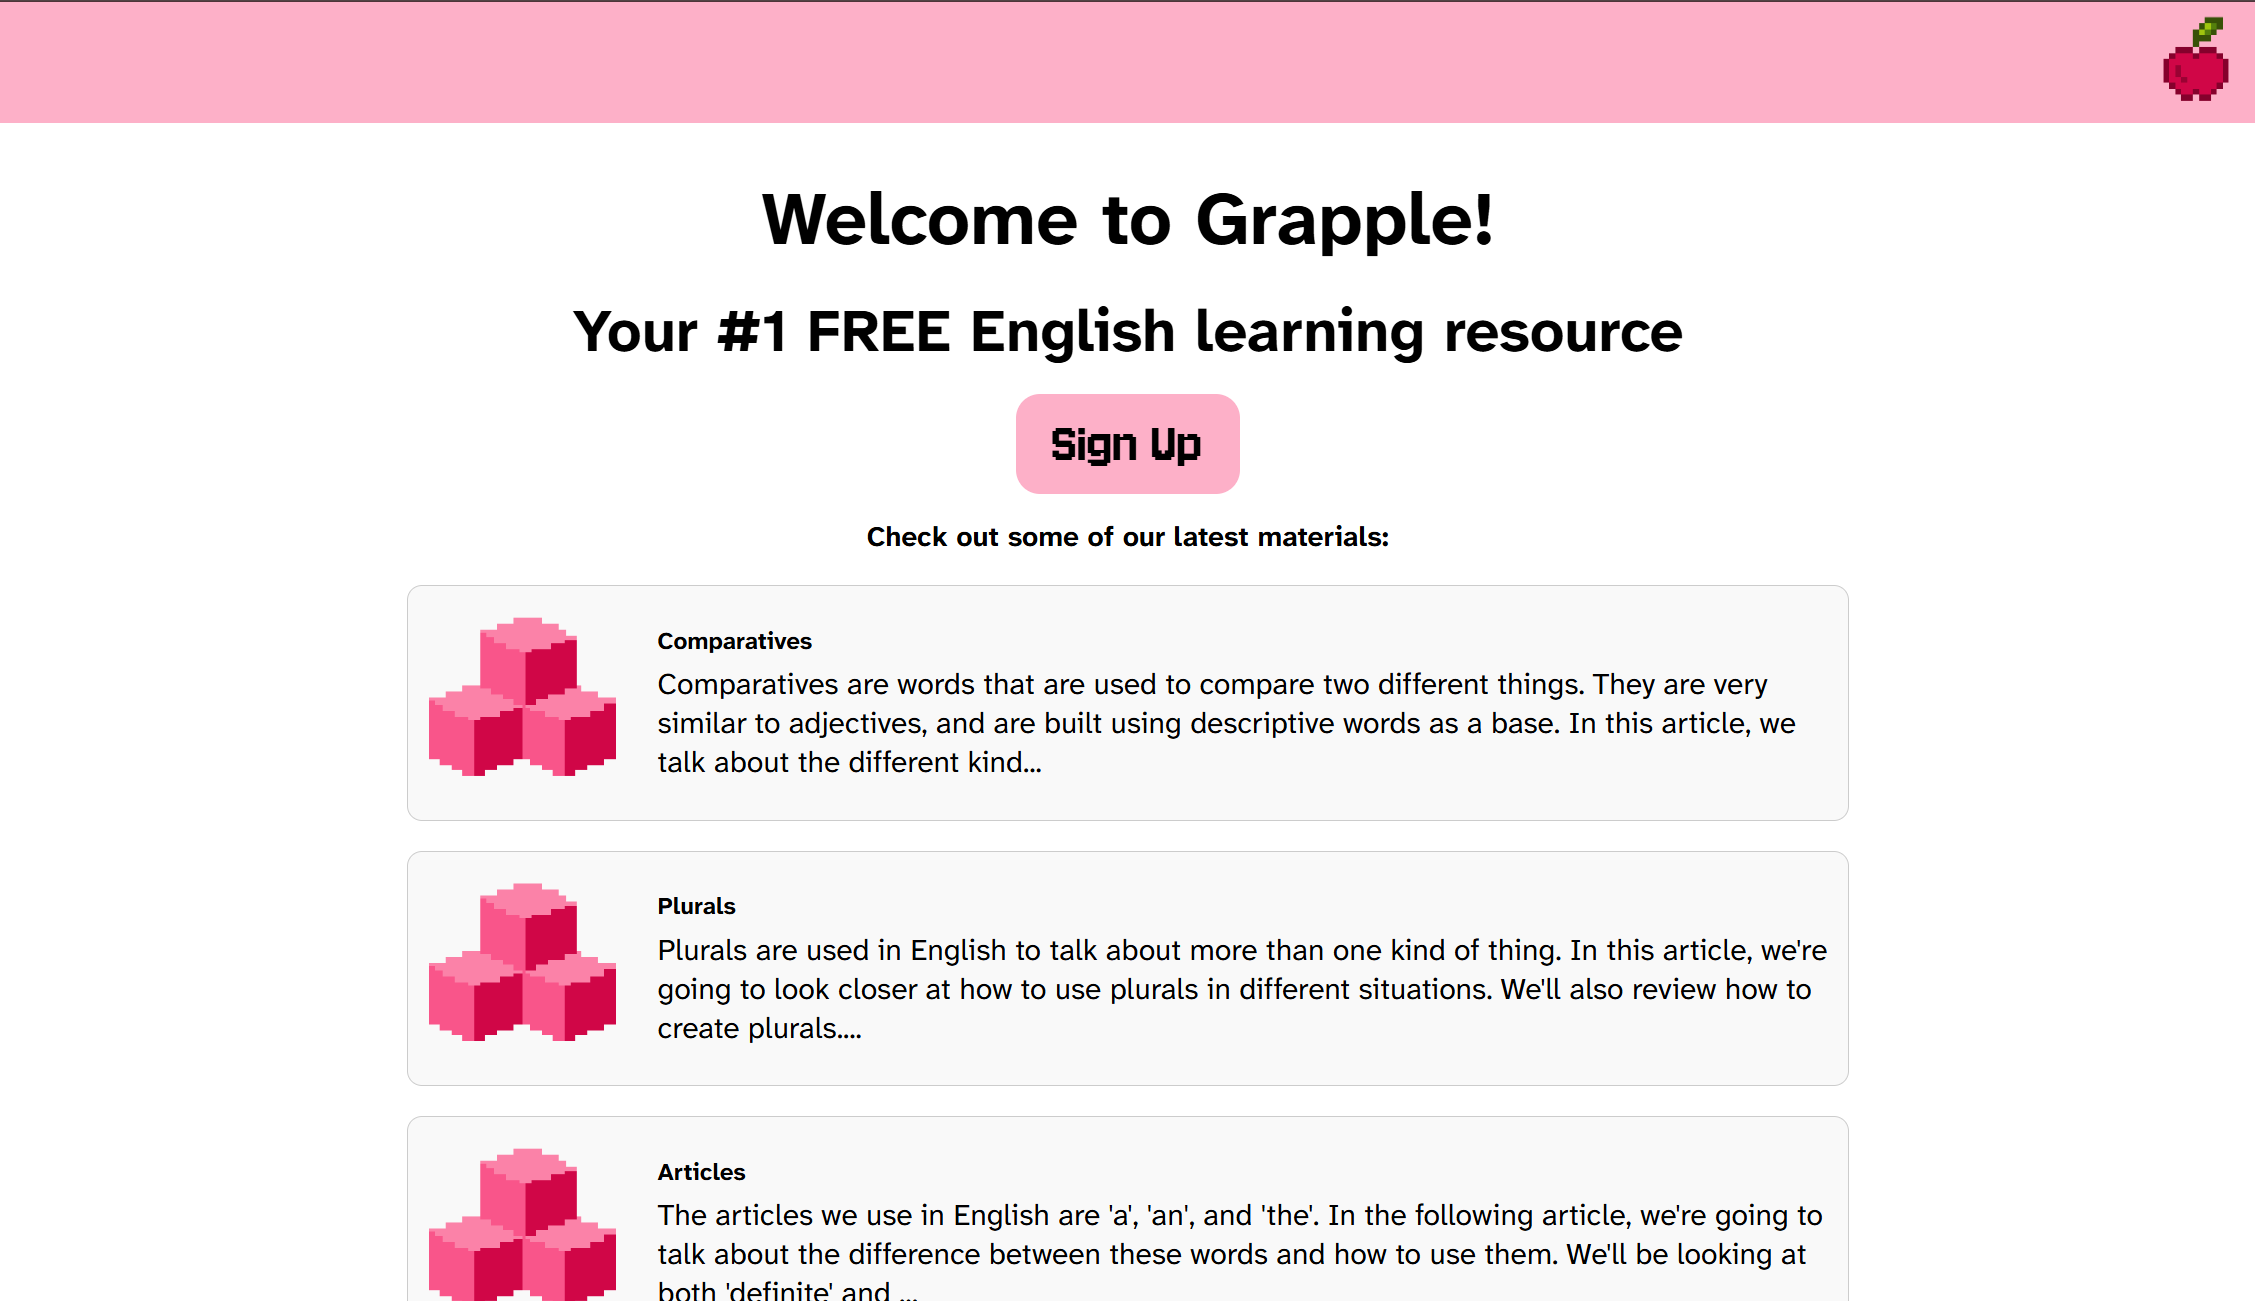 Welcome to Grapple!
Your #1 FREE English learning resource
Sign Up
Check out some of our latest materials:
Comparatives
Comparatives are words that are used to compare two different things. They are very
similar to adjectives, and are built using descriptive words as a base. In this article, we
talk about the different kind...
Plurals
Plurals are used in English to talk about more than one kind of thing. In this article, we're
going to look closer at how to use plurals in different situations. We'll also review how to
create plurals....
Articles
The articles we use in English are 'a', 'an', and 'the'. In the following article, we're going to
talk about the difference between these words and how to use them. We'll be looking at
both 'definite' and ...